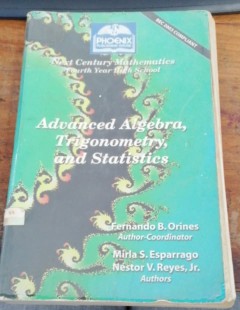 PHOENIX
Next Century Mathematics
Fourth Year High School
Advanced Algebra,
Trigonometry,
and Statistics
Fernando B. Orines
Author-Coordinator
Mirla S. Esparrago
Nestor V. Reyes, Jr.
Authors